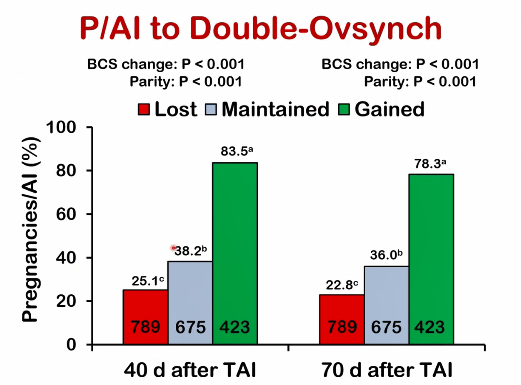 P/AI to Double-Ovsynch
BCS change: P < 0.001 BCS change: P < 0.001
Parity: P < 0.001 Parity: P < 0.001
Lost Maintained Gained
Pregnancies/AI (%)
100
80
60
40
20
0
25.1ᶜ 38.2ᵇ 83.5ᵃ
789 675 423
22.8ᶜ 36.0ᵇ 78.3ᵃ
789 675 423
40 d after TAI 70 d after TAI